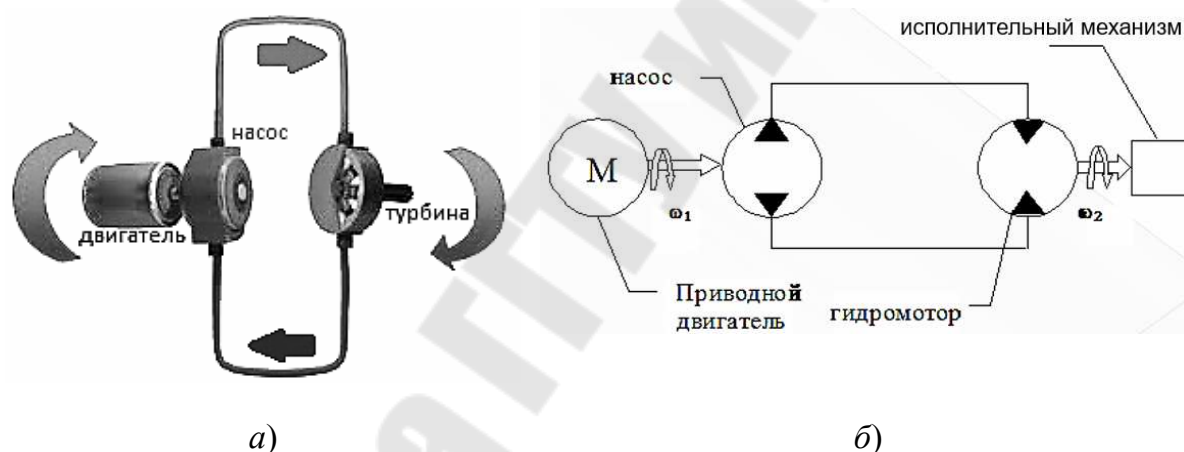 насос
двигатель
турбина
а)
исполнительный механизм
насос
М
ω₁
ω₂
Приводной
двигатель
гидромотор
б)